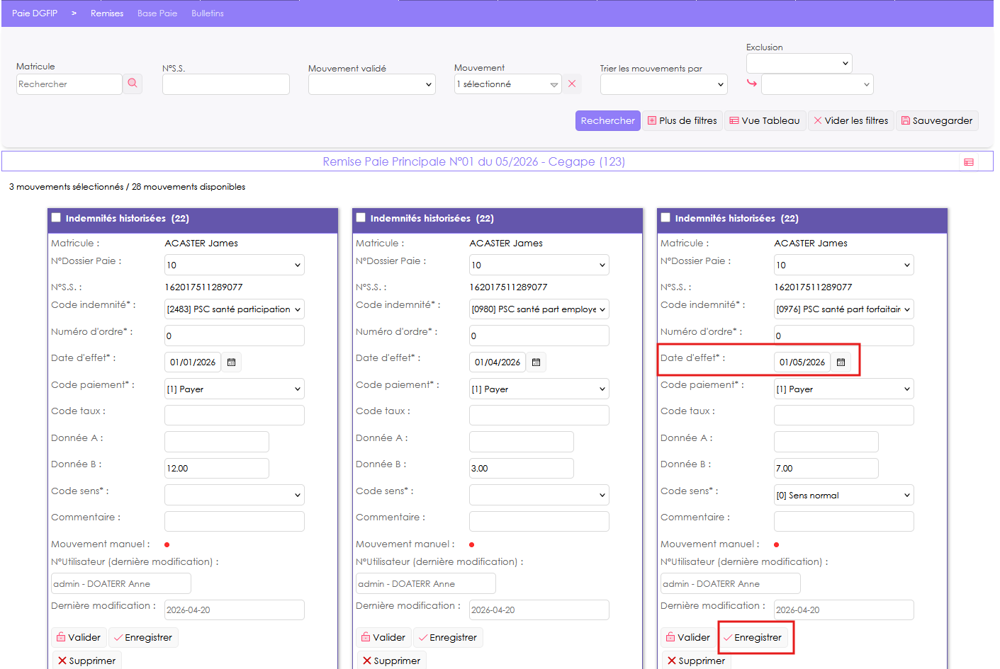 Paie DGFIP > Remises Base Paie Bulletins
Exclusion
Matricule N°S.S. Mouvement validé Mouvement Trier les mouvements par
Rechercher 1 sélectionné
Rechercher Plus de filtres Vue Tableau Vider les filtres Sauvegarder
Remise Paie Principale N°01 du 05/2026 - Cegape (123)
3 mouvements sélectionnés / 28 mouvements disponibles
Indemnités historisées (22)
Matricule : ACASTER James
N°Dossier Paie : 10
N°S.S. : 162017511289077
Code indemnité* : [2483] PSC santé participation
Numéro d'ordre* : 0
Date d'effet* : 01/01/2026
Code paiement* : [1] Payer
Code taux :
Donnée A :
Donnée B : 12.00
Code sens* :
Commentaire :
Mouvement manuel :
N°Utilisateur (dernière modification) :
admin - DOATERR Anne
Dernière modification : 2026-04-20
Valider Enregistrer
Supprimer
Indemnités historisées (22)
Matricule : ACASTER James
N°Dossier Paie : 10
N°S.S. : 162017511289077
Code indemnité* : [0980] PSC santé part employe
Numéro d'ordre* : 0
Date d'effet* : 01/04/2026
Code paiement* : [1] Payer
Code taux :
Donnée A :
Donnée B : 3.00
Code sens* :
Commentaire :
Mouvement manuel :
N°Utilisateur (dernière modification) :
admin - DOATERR Anne
Dernière modification : 2026-04-20
Valider Enregistrer
Supprimer
Indemnités historisées (22)
Matricule : ACASTER James
N°Dossier Paie : 10
N°S.S. : 162017511289077
Code indemnité* : [0976] PSC santé part forfaitair
Numéro d'ordre* : 0
Date d'effet* : 01/05/2026
Code paiement* : [1] Payer
Code taux :
Donnée A :
Donnée B : 7.00
Code sens* : [0] Sens normal
Commentaire :
Mouvement manuel :
N°Utilisateur (dernière modification) :
admin - DOATERR Anne
Dernière modification : 2026-04-20
Valider Enregistrer
Supprimer